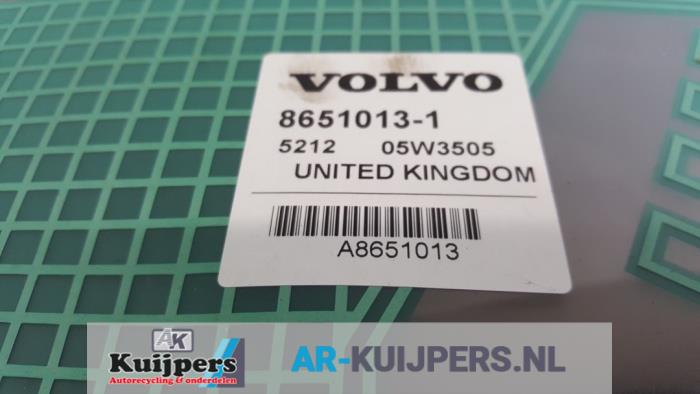 VOLVO
8651013-1
5212 05W3505
UNITED KINGDOM
A8651013
AK
Kuijpers
Autorecycling & onderdelen
AR-KUIJPERS.NL